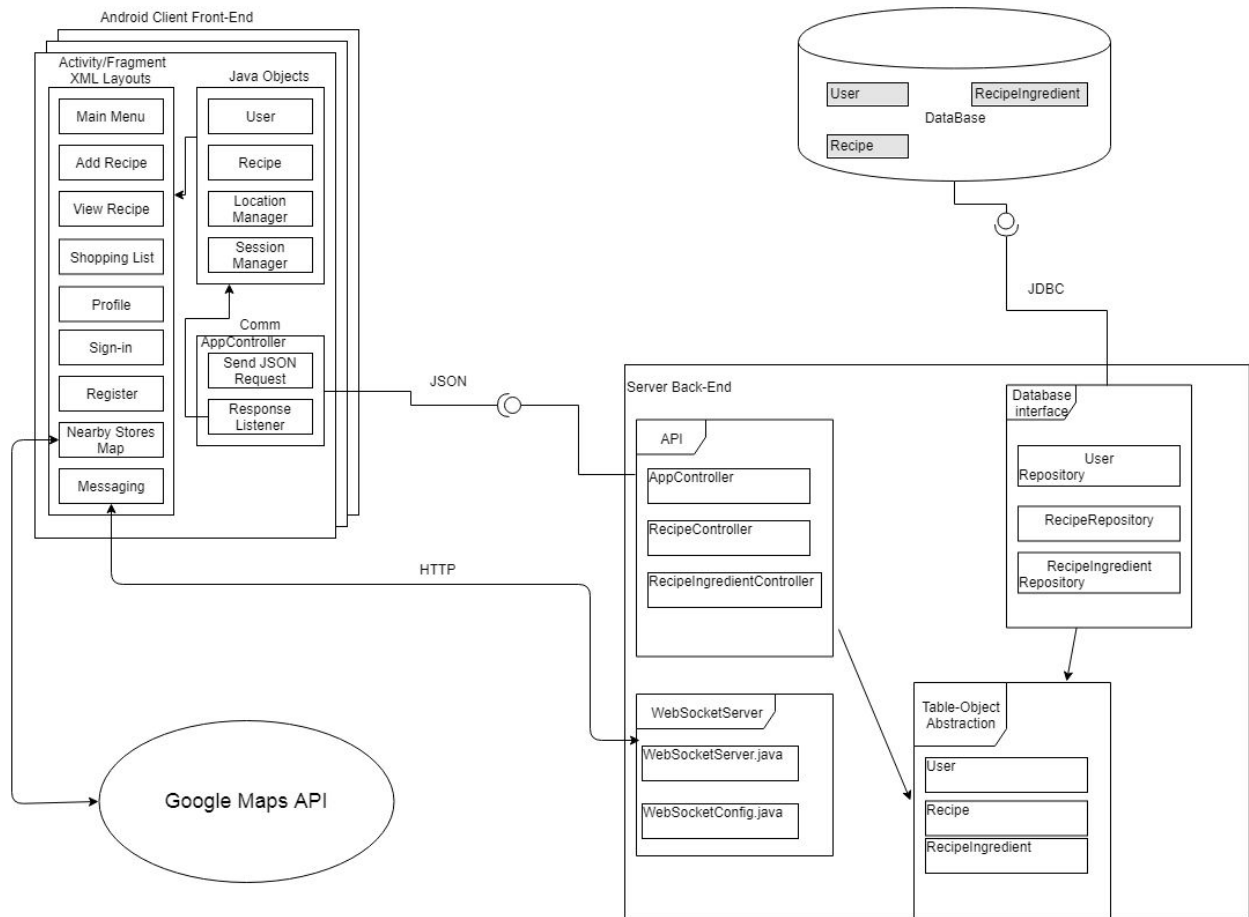 Android Client Front-End
Activity/Fragment
XML Layouts
Main Menu
Add Recipe
View Recipe
Shopping List
Profile
Sign-in
Register
Nearby Stores
Map
Messaging
Java Objects
User
Recipe
Location
Manager
Session
Manager
Comm
AppController
Send JSON
Request
Response
Listener
JSON
HTTP
Google Maps API
User
RecipeIngredient
DataBase
Recipe
JDBC
Server Back-End
API
AppController
RecipeController
RecipeIngredientController
WebSocketServer
WebSocketServer.java
WebSocketConfig.java
Database
interface
User
Repository
RecipeRepository
RecipeIngredient
Repository
Table-Object
Abstraction
User
Recipe
RecipeIngredient